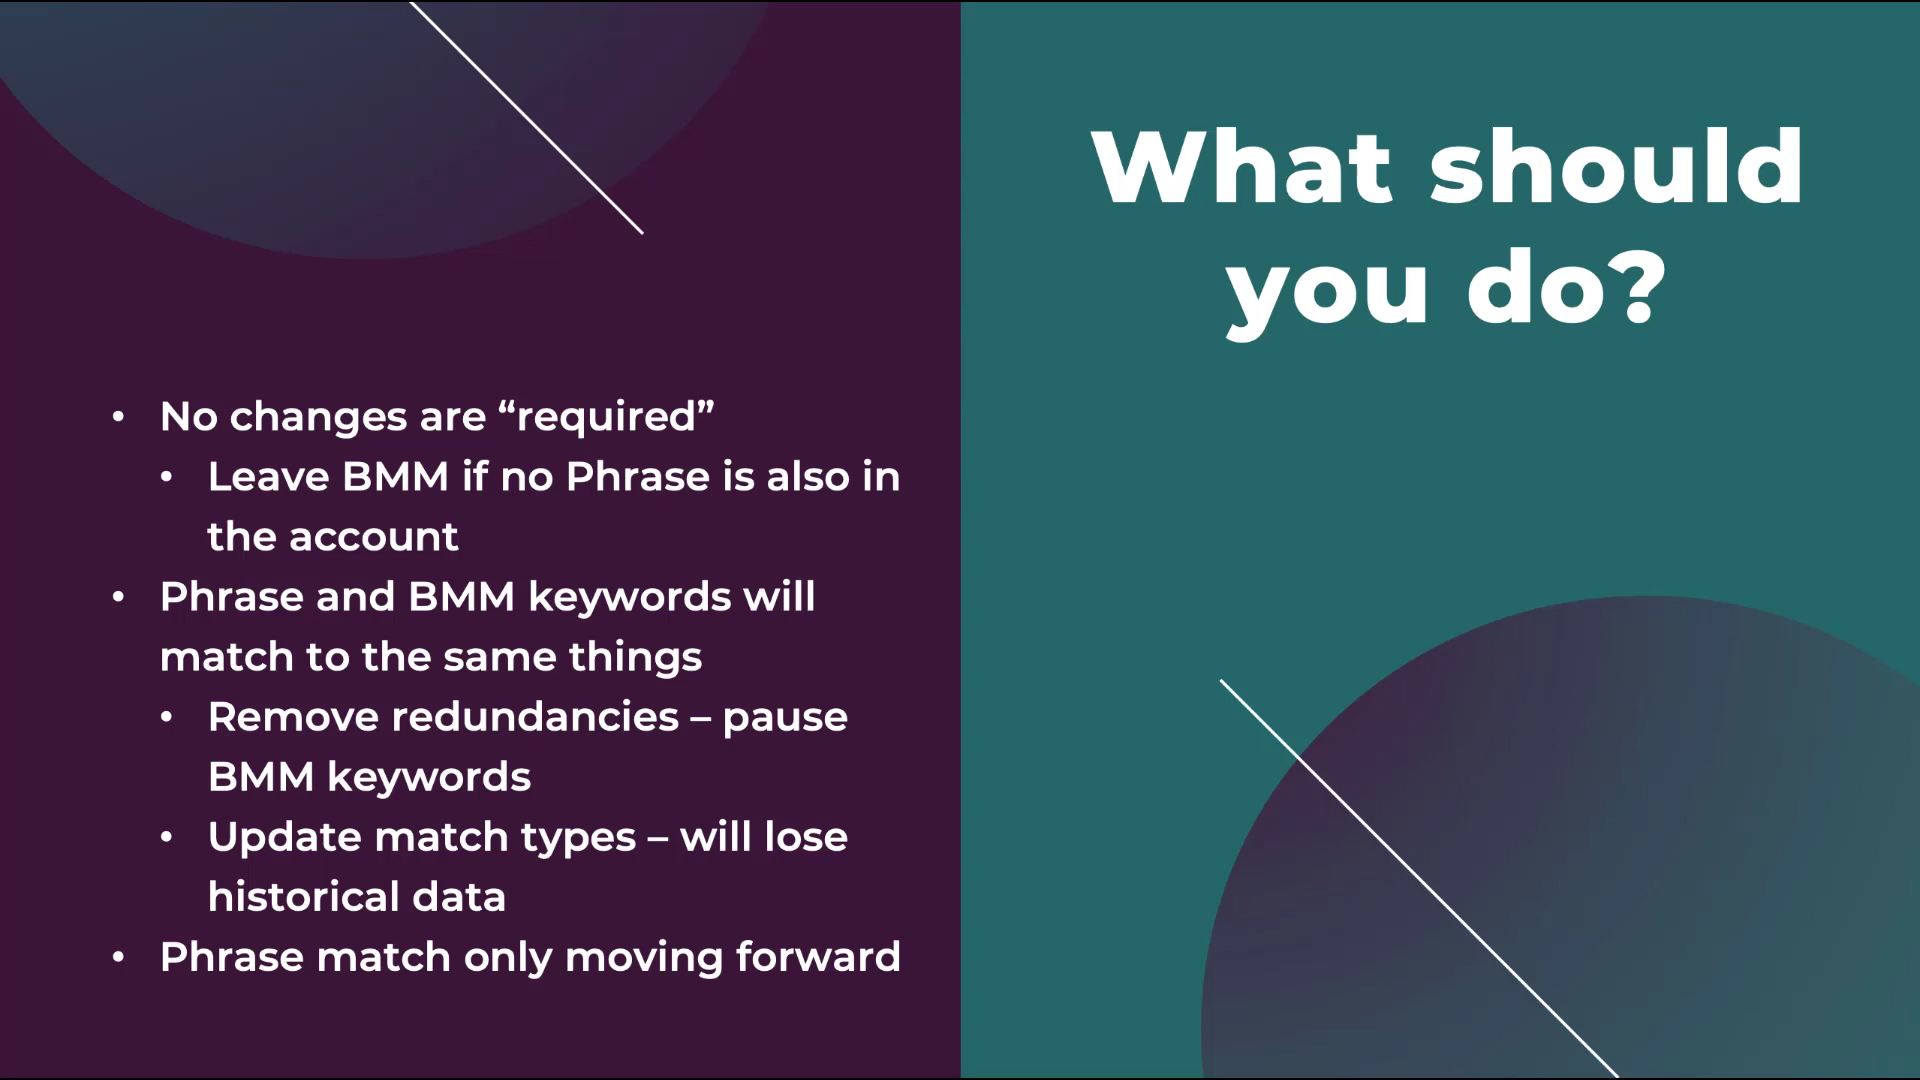 What should
you do?
• No changes are “required”
• Leave BMM if no Phrase is also in
the account
• Phrase and BMM keywords will
match to the same things
• Remove redundancies – pause
BMM keywords
• Update match types – will lose
historical data
• Phrase match only moving forward